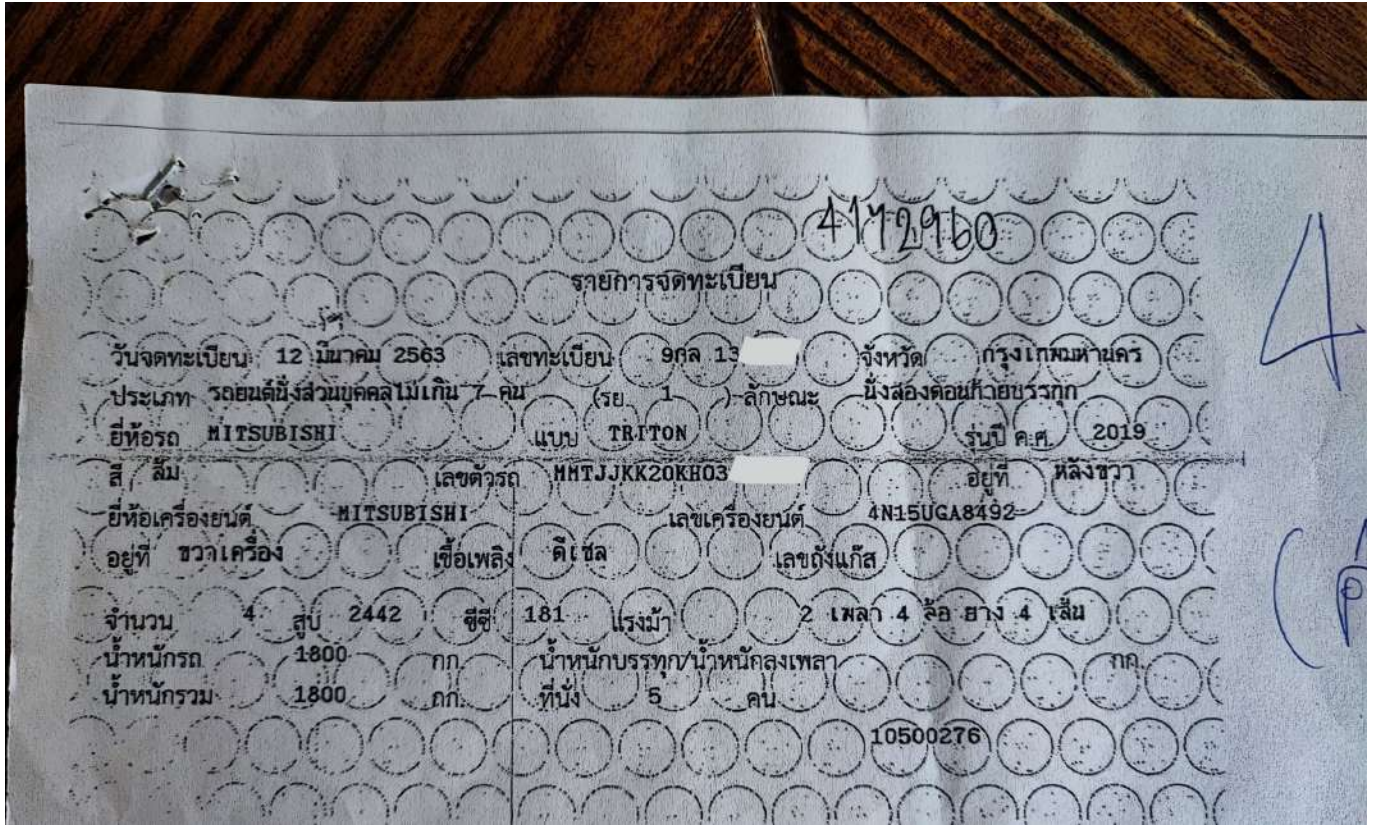 4172960
รายการจดทะเบียน
วันจดทะเบียน 12 มีนาคม 2563 เลขทะเบียน 9กล 13 จังหวัด กรุงเทพมหานคร
ประเภท รถยนต์นั่งส่วนบุคคลไม่เกิน 7 คน (รย. 1 ) ลักษณะ นั่งสองตอนท้ายบรรทุก
ยี่ห้อรถ MITSUBISHI แบบ TRITON รุ่นปี ค.ศ. 2019
สี ส้ม เลขตัวรถ MMTJJKK20KH03 อยู่ที่ หลังขวา
ยี่ห้อเครื่องยนต์ MITSUBISHI เลขเครื่องยนต์ 4N15UGA8492
อยู่ที่ ขวาเครื่อง เชื้อเพลิง ดีเซล เลขถังแก๊ส
จำนวน 4 สูบ 2442 ซีซี 181 แรงม้า 2 เพลา 4 ล้อ ยาง 4 เส้น
น้ำหนักรถ 1800 กก. น้ำหนักบรรทุก/น้ำหนักลงเพลา กก.
น้ำหนักรวม 1800 กก. ที่นั่ง 5 คน
10500276
4